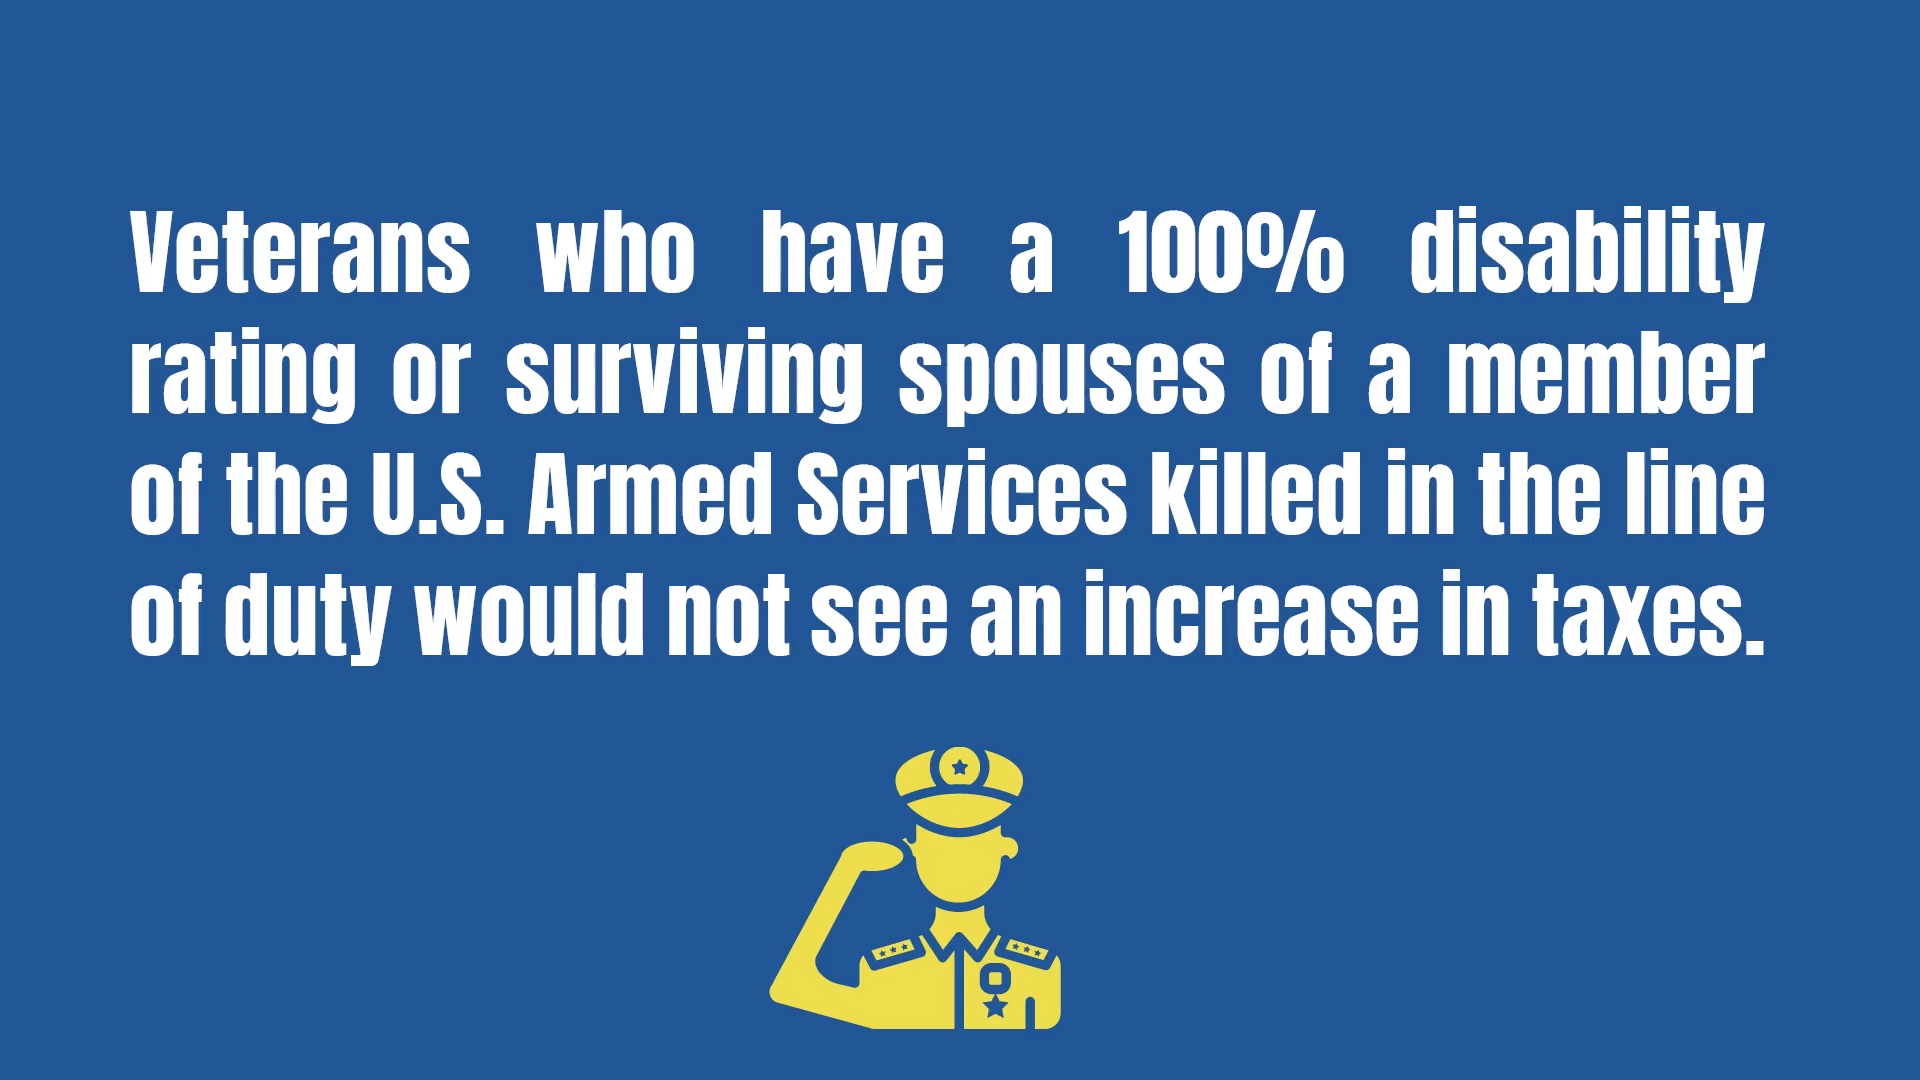 Veterans who have a 100% disability
rating or surviving spouses of a member
of the U.S. Armed Services killed in the line
of duty would not see an increase in taxes.